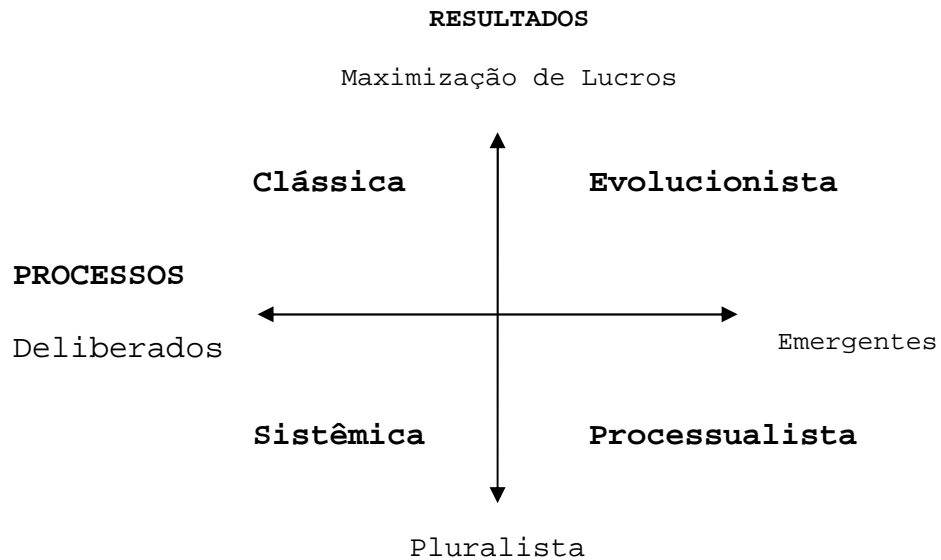 RESULTADOS
Maximização de Lucros
Clássica
Evolucionista
PROCESSOS
Deliberados
Emergentes
Sistêmica
Processualista
Pluralista